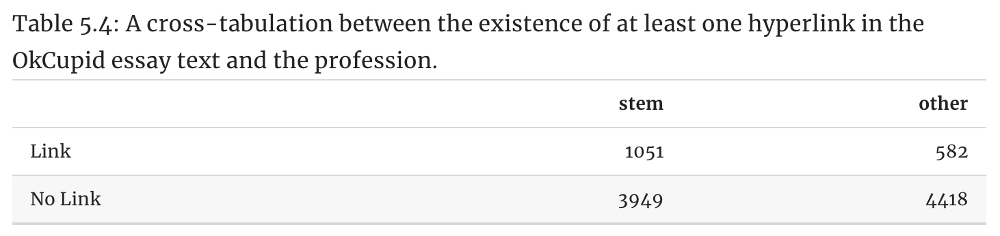 Table 5.4: A cross-tabulation between the existence of at least one hyperlink in the
OkCupid essay text and the profession.
stem other
Link 1051 582
No Link 3949 4418